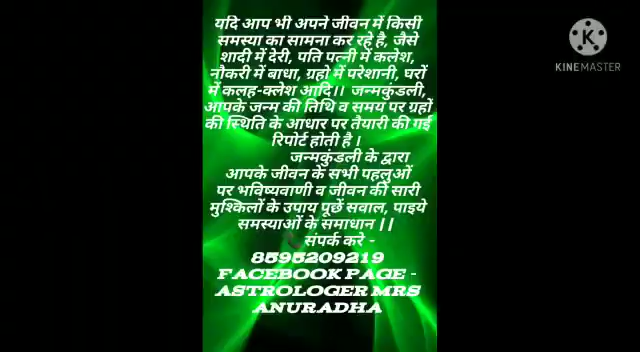 यदि आप भी अपने जीवन में किसी
समस्या का सामना कर रहे है, जैसे
शादी में देरी, पति पत्नी में कलेश,
नौकरी में बाधा, ग्रहो में परेशानी, घरों
में कलह-क्लेश आदि।। जन्मकुंडली,
आपके जन्म की तिथि व समय पर ग्रहों
की स्थिति के आधार पर तैयारी की गई
रिपोर्ट होती है ।
जन्मकुंडली के द्वारा
आपके जीवन के सभी पहलुओं
पर भविष्यवाणी व जीवन की सारी
मुश्किलों के उपाय पूछें सवाल, पाइये
समस्याओं के समाधान ||
संपर्क करे -
8595209219
FACEBOOK PAGE -
ASTROLOGER MRS
ANURADHA
KINEMASTER